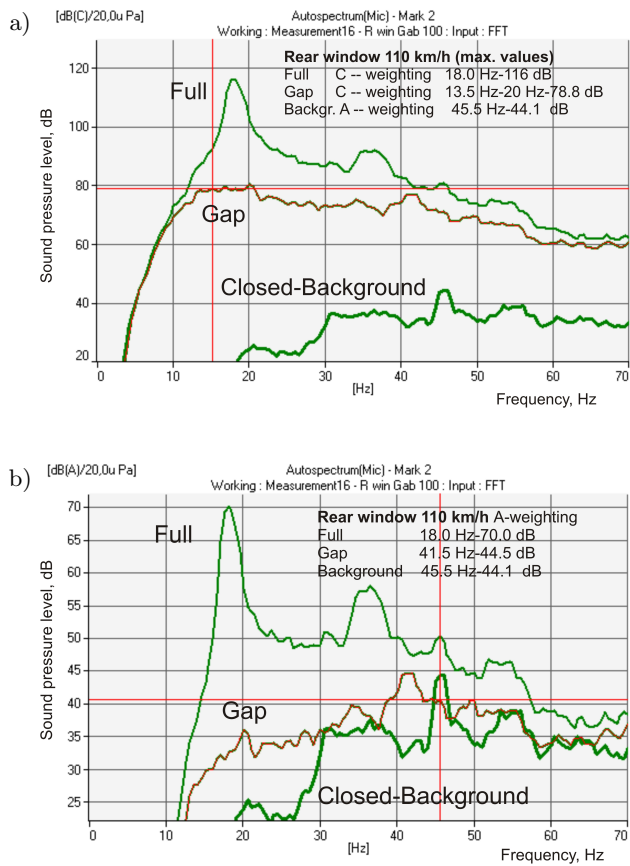 a)
[dB(C)/20,0u Pa]
Autospectrum(Mic) - Mark 2
Working : Measurement16 - R win Gab 100 : Input : FFT
Rear window 110 km/h (max. values)
Full C -- weighting 18.0 Hz-116 dB
Gap C -- weighting 13.5 Hz-20 Hz-78.8 dB
Backgr. A -- weighting 45.5 Hz-44.1 dB
Full
Gap
Closed-Background
Sound pressure level, dB
120
100
80
60
40
20
0 10 20 30 40 50 60 70
[Hz]
Frequency, Hz
b)
[dB(A)/20,0u Pa]
Autospectrum(Mic) - Mark 2
Working : Measurement16 - R win Gab 100 : Input : FFT
Rear window 110 km/h A-weighting
Full 18.0 Hz-70.0 dB
Gap 41.5 Hz-44.5 dB
Background 45.5 Hz-44.1 dB
Full
Gap
Closed-Background
Sound pressure level, dB
70
65
60
55
50
45
40
35
30
25
0 10 20 30 40 50 60 70
[Hz]
Frequency, Hz